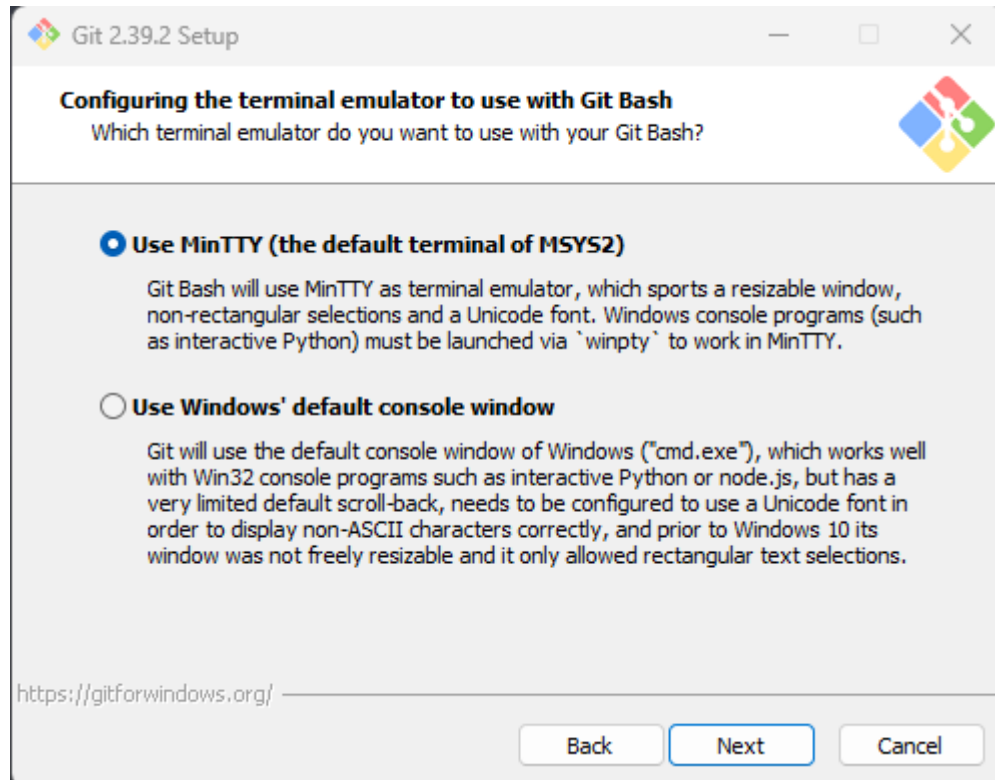 Git 2.39.2 Setup
Configuring the terminal emulator to use with Git Bash
Which terminal emulator do you want to use with your Git Bash?
Use MinTTY (the default terminal of MSYS2)
Git Bash will use MinTTY as terminal emulator, which sports a resizable window,
non-rectangular selections and a Unicode font. Windows console programs (such
as interactive Python) must be launched via `winpty` to work in MinTTY.
Use Windows' default console window
Git will use the default console window of Windows ("cmd.exe"), which works well
with Win32 console programs such as interactive Python or node.js, but has a
very limited default scroll-back, needs to be configured to use a Unicode font in
order to display non-ASCII characters correctly, and prior to Windows 10 its
window was not freely resizable and it only allowed rectangular text selections.
https://gitforwindows.org/
Back Next Cancel